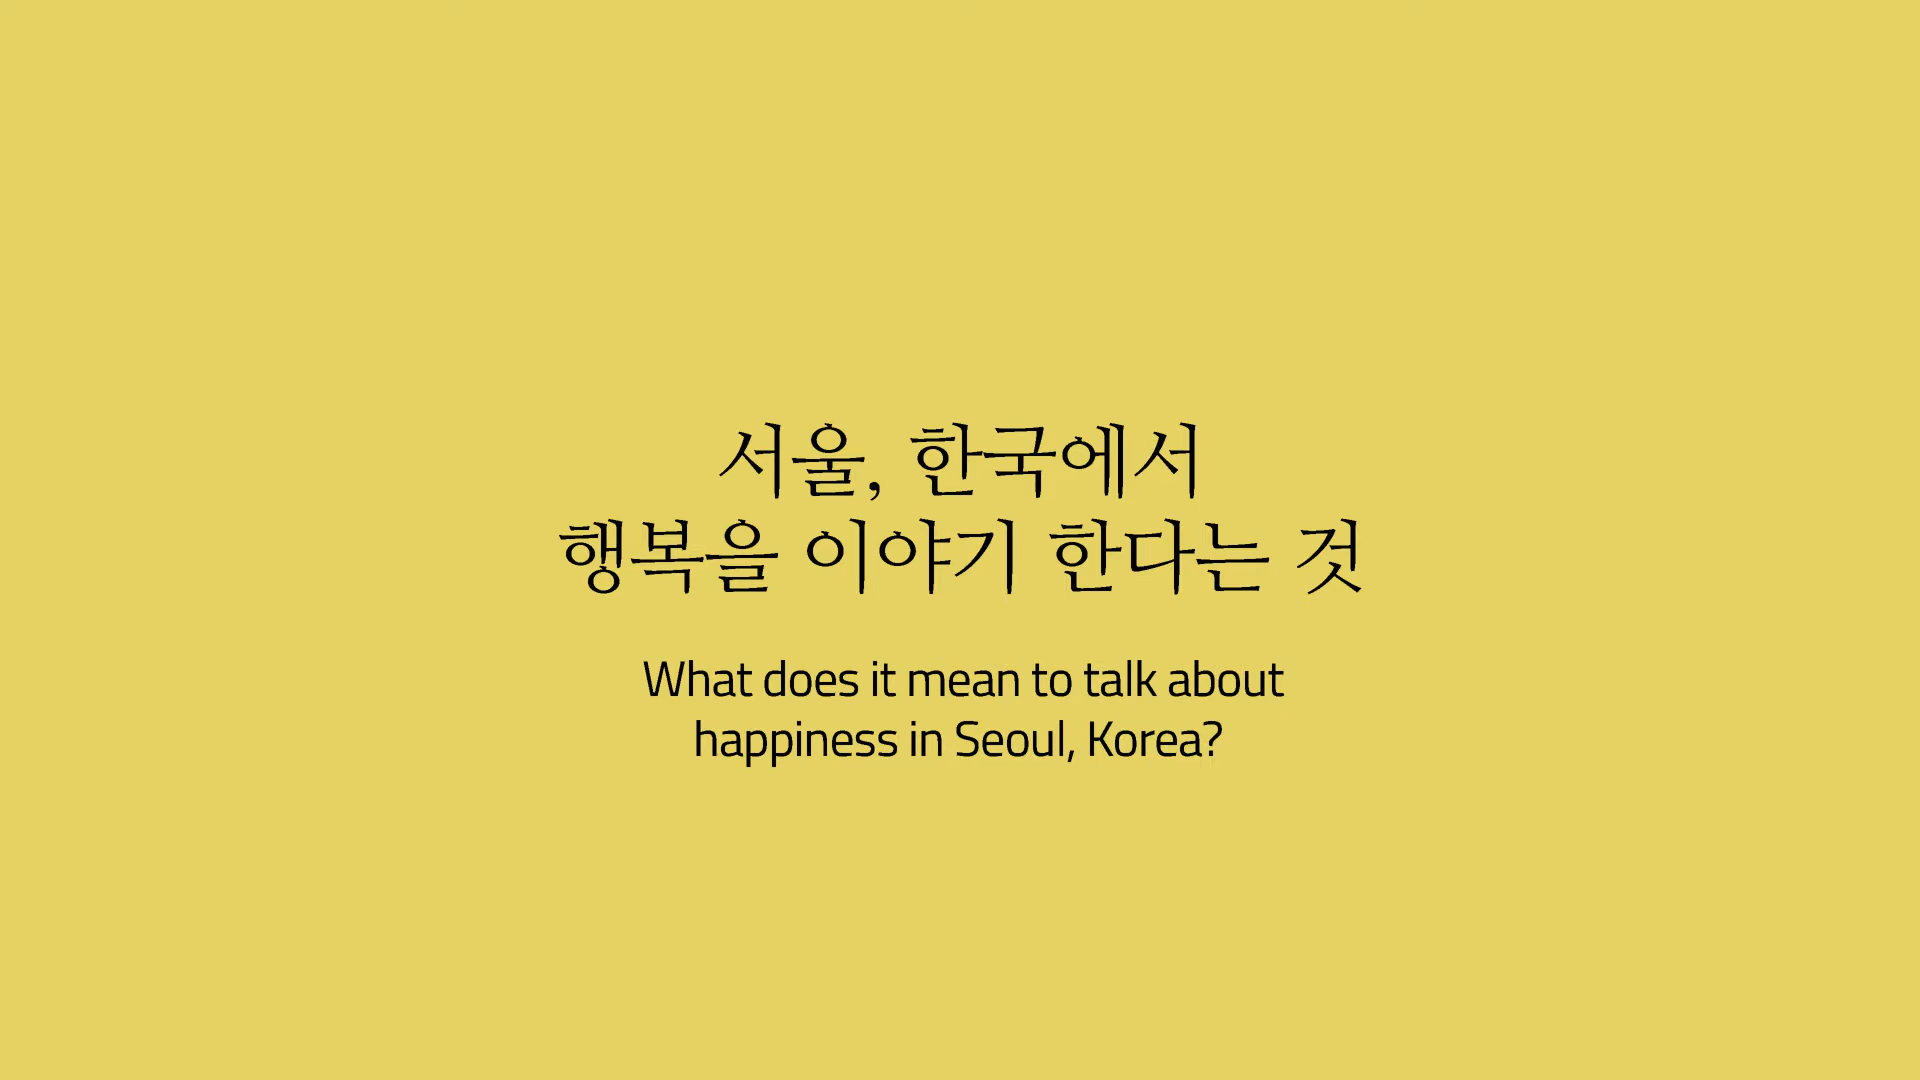 서울, 한국에서
행복을 이야기 한다는 것
What does it mean to talk about
happiness in Seoul, Korea?